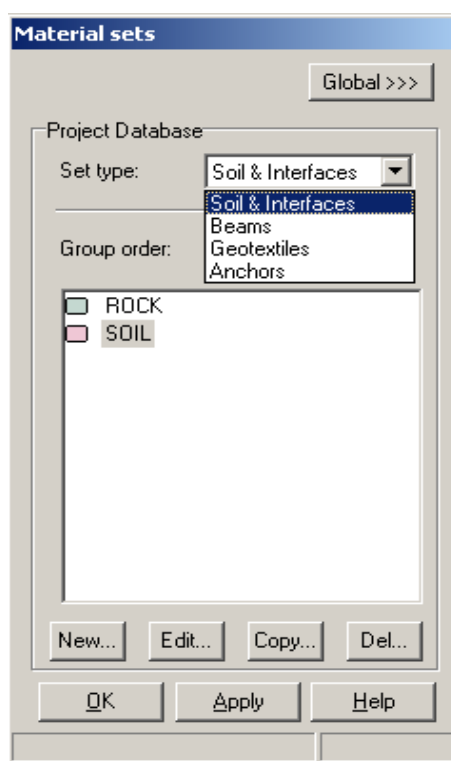 Material sets
Global >>>
Project Database
Set type: Soil & Interfaces
Soil & Interfaces
Beams
Group order: Geotextiles
Anchors
ROCK
SOIL
New... Edit... Copy... Del...
OK Apply Help